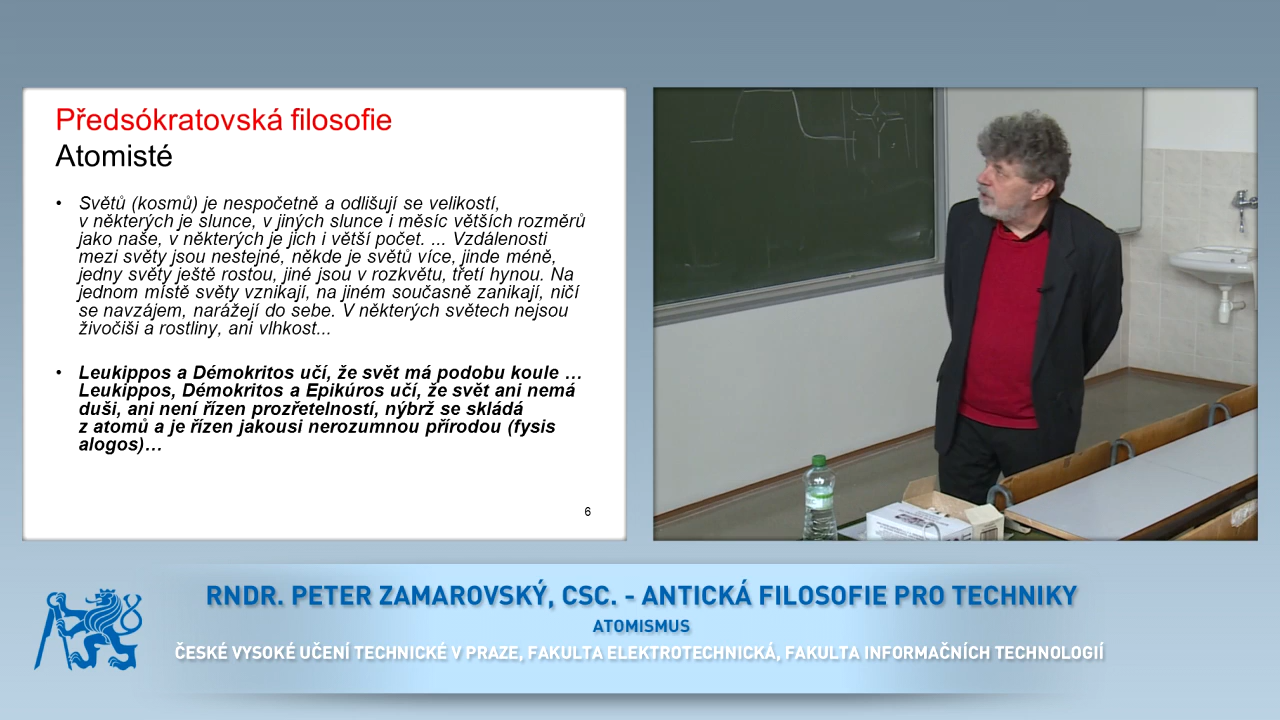 Předsókratovská filosofie
Atomisté
• Světů (kosmů) je nespočetně a odlišují se velikostí,
v některých je slunce, v jiných slunce i měsíc větších rozměrů
jako naše, v některých je jich i větší počet. ... Vzdálenosti
mezi světy jsou nestejné, někde je světů více, jinde méně,
jedny světy ještě rostou, jiné jsou v rozkvětu, třetí hynou. Na
jednom místě světy vznikají, na jiném současně zanikají, ničí
se navzájem, narážejí do sebe. V některých světech nejsou
živočiši a rostliny, ani vlhkost...
• Leukippos a Démokritos učí, že svět má podobu koule …
Leukippos, Démokritos a Epikúros učí, že svět ani nemá
duši, ani není řízen prozřetelností, nýbrž se skládá
z atomů a je řízen jakousi nerozumnou přírodou (fysis
alogos)…
6
RNDR. PETER ZAMAROVSKÝ, CSC. - ANTICKÁ FILOSOFIE PRO TECHNIKY
ATOMISMUS
ČESKÉ VYSOKÉ UČENÍ TECHNICKÉ V PRAZE, FAKULTA ELEKTROTECHNICKÁ, FAKULTA INFORMAČNÍCH TECHNOLOGIÍ